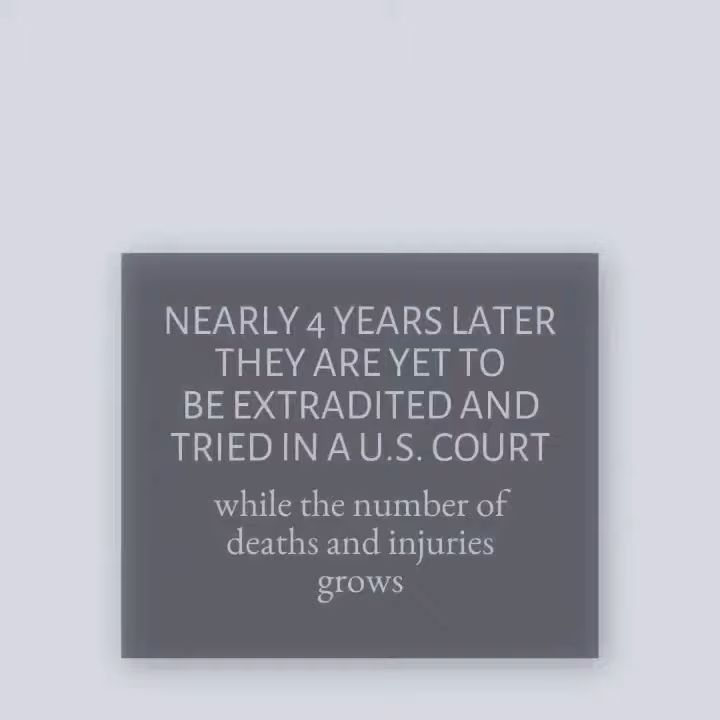 NEARLY 4 YEARS LATER
THEY ARE YET TO
BE EXTRADITED AND
TRIED IN A U.S. COURT
while the number of
deaths and injuries
grows